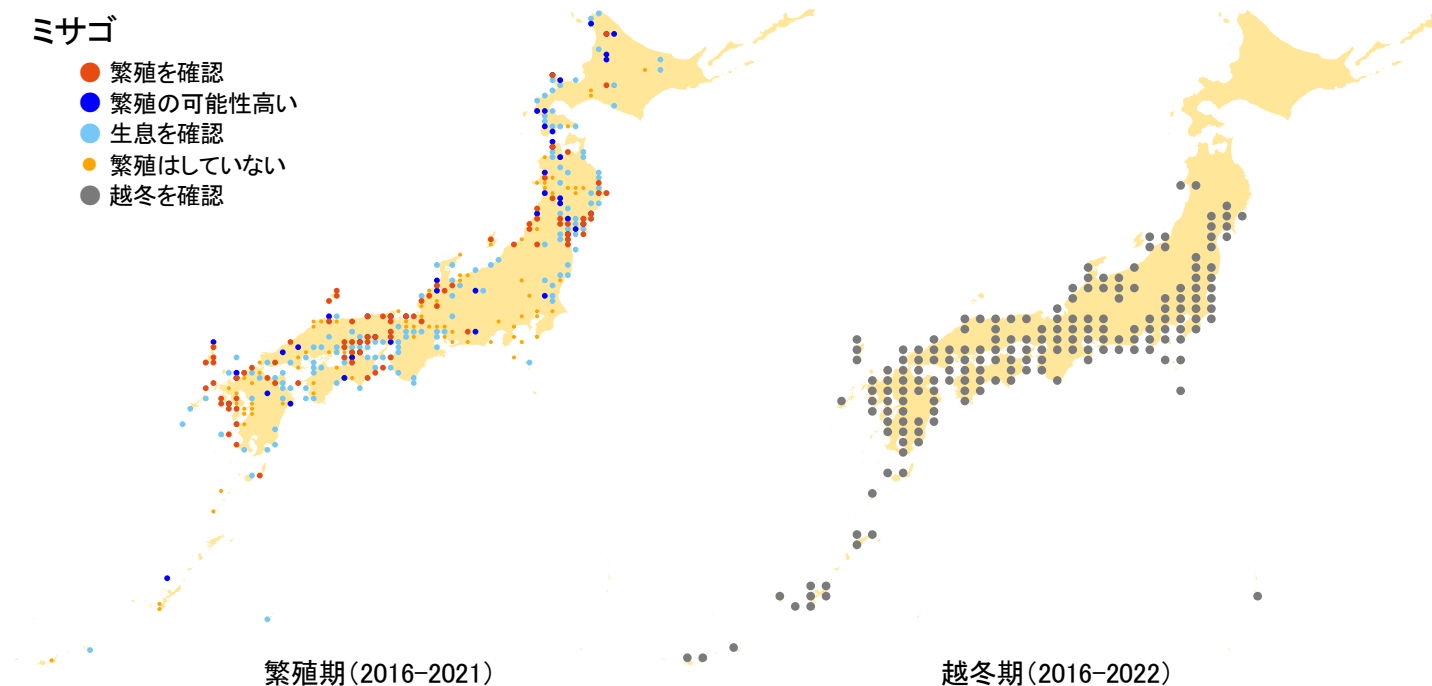 ミサゴ
繁殖を確認
繁殖の可能性高い
生息を確認
繁殖はしていない
越冬を確認
繁殖期（2016-2021）
越冬期（2016-2022）